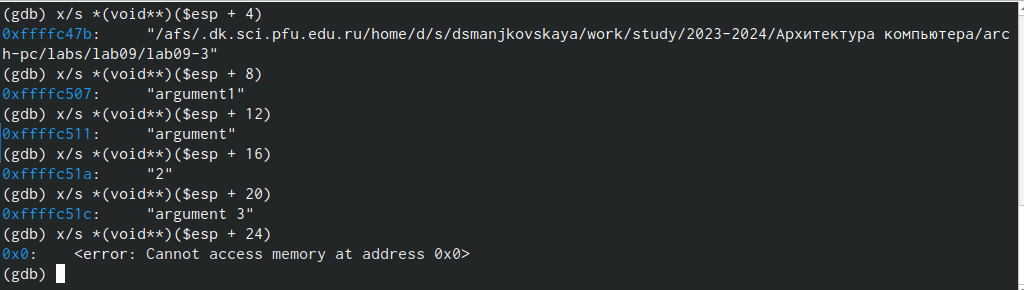 (gdb) x/s *(void**)($esp + 4)
0xffffc47b:     "/afs/.dk.sci.pfu.edu.ru/home/d/s/dsmanjkovskaya/work/study/2023-2024/Архитектура компьютера/arc
h-pc/labs/lab09/lab09-3"
(gdb) x/s *(void**)($esp + 8)
0xffffc507:     "argument1"
(gdb) x/s *(void**)($esp + 12)
0xffffc511:     "argument"
(gdb) x/s *(void**)($esp + 16)
0xffffc51a:     "2"
(gdb) x/s *(void**)($esp + 20)
0xffffc51c:     "argument 3"
(gdb) x/s *(void**)($esp + 24)
0x0:    <error: Cannot access memory at address 0x0>
(gdb)